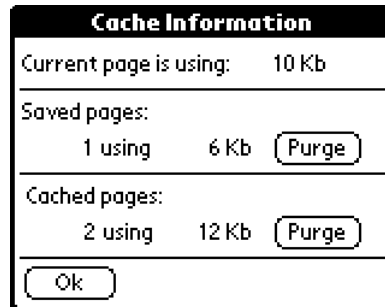 Cache Information
Current page is using: 10 Kb
Saved pages:
1 using 6 Kb Purge
Cached pages:
2 using 12 Kb Purge
Ok